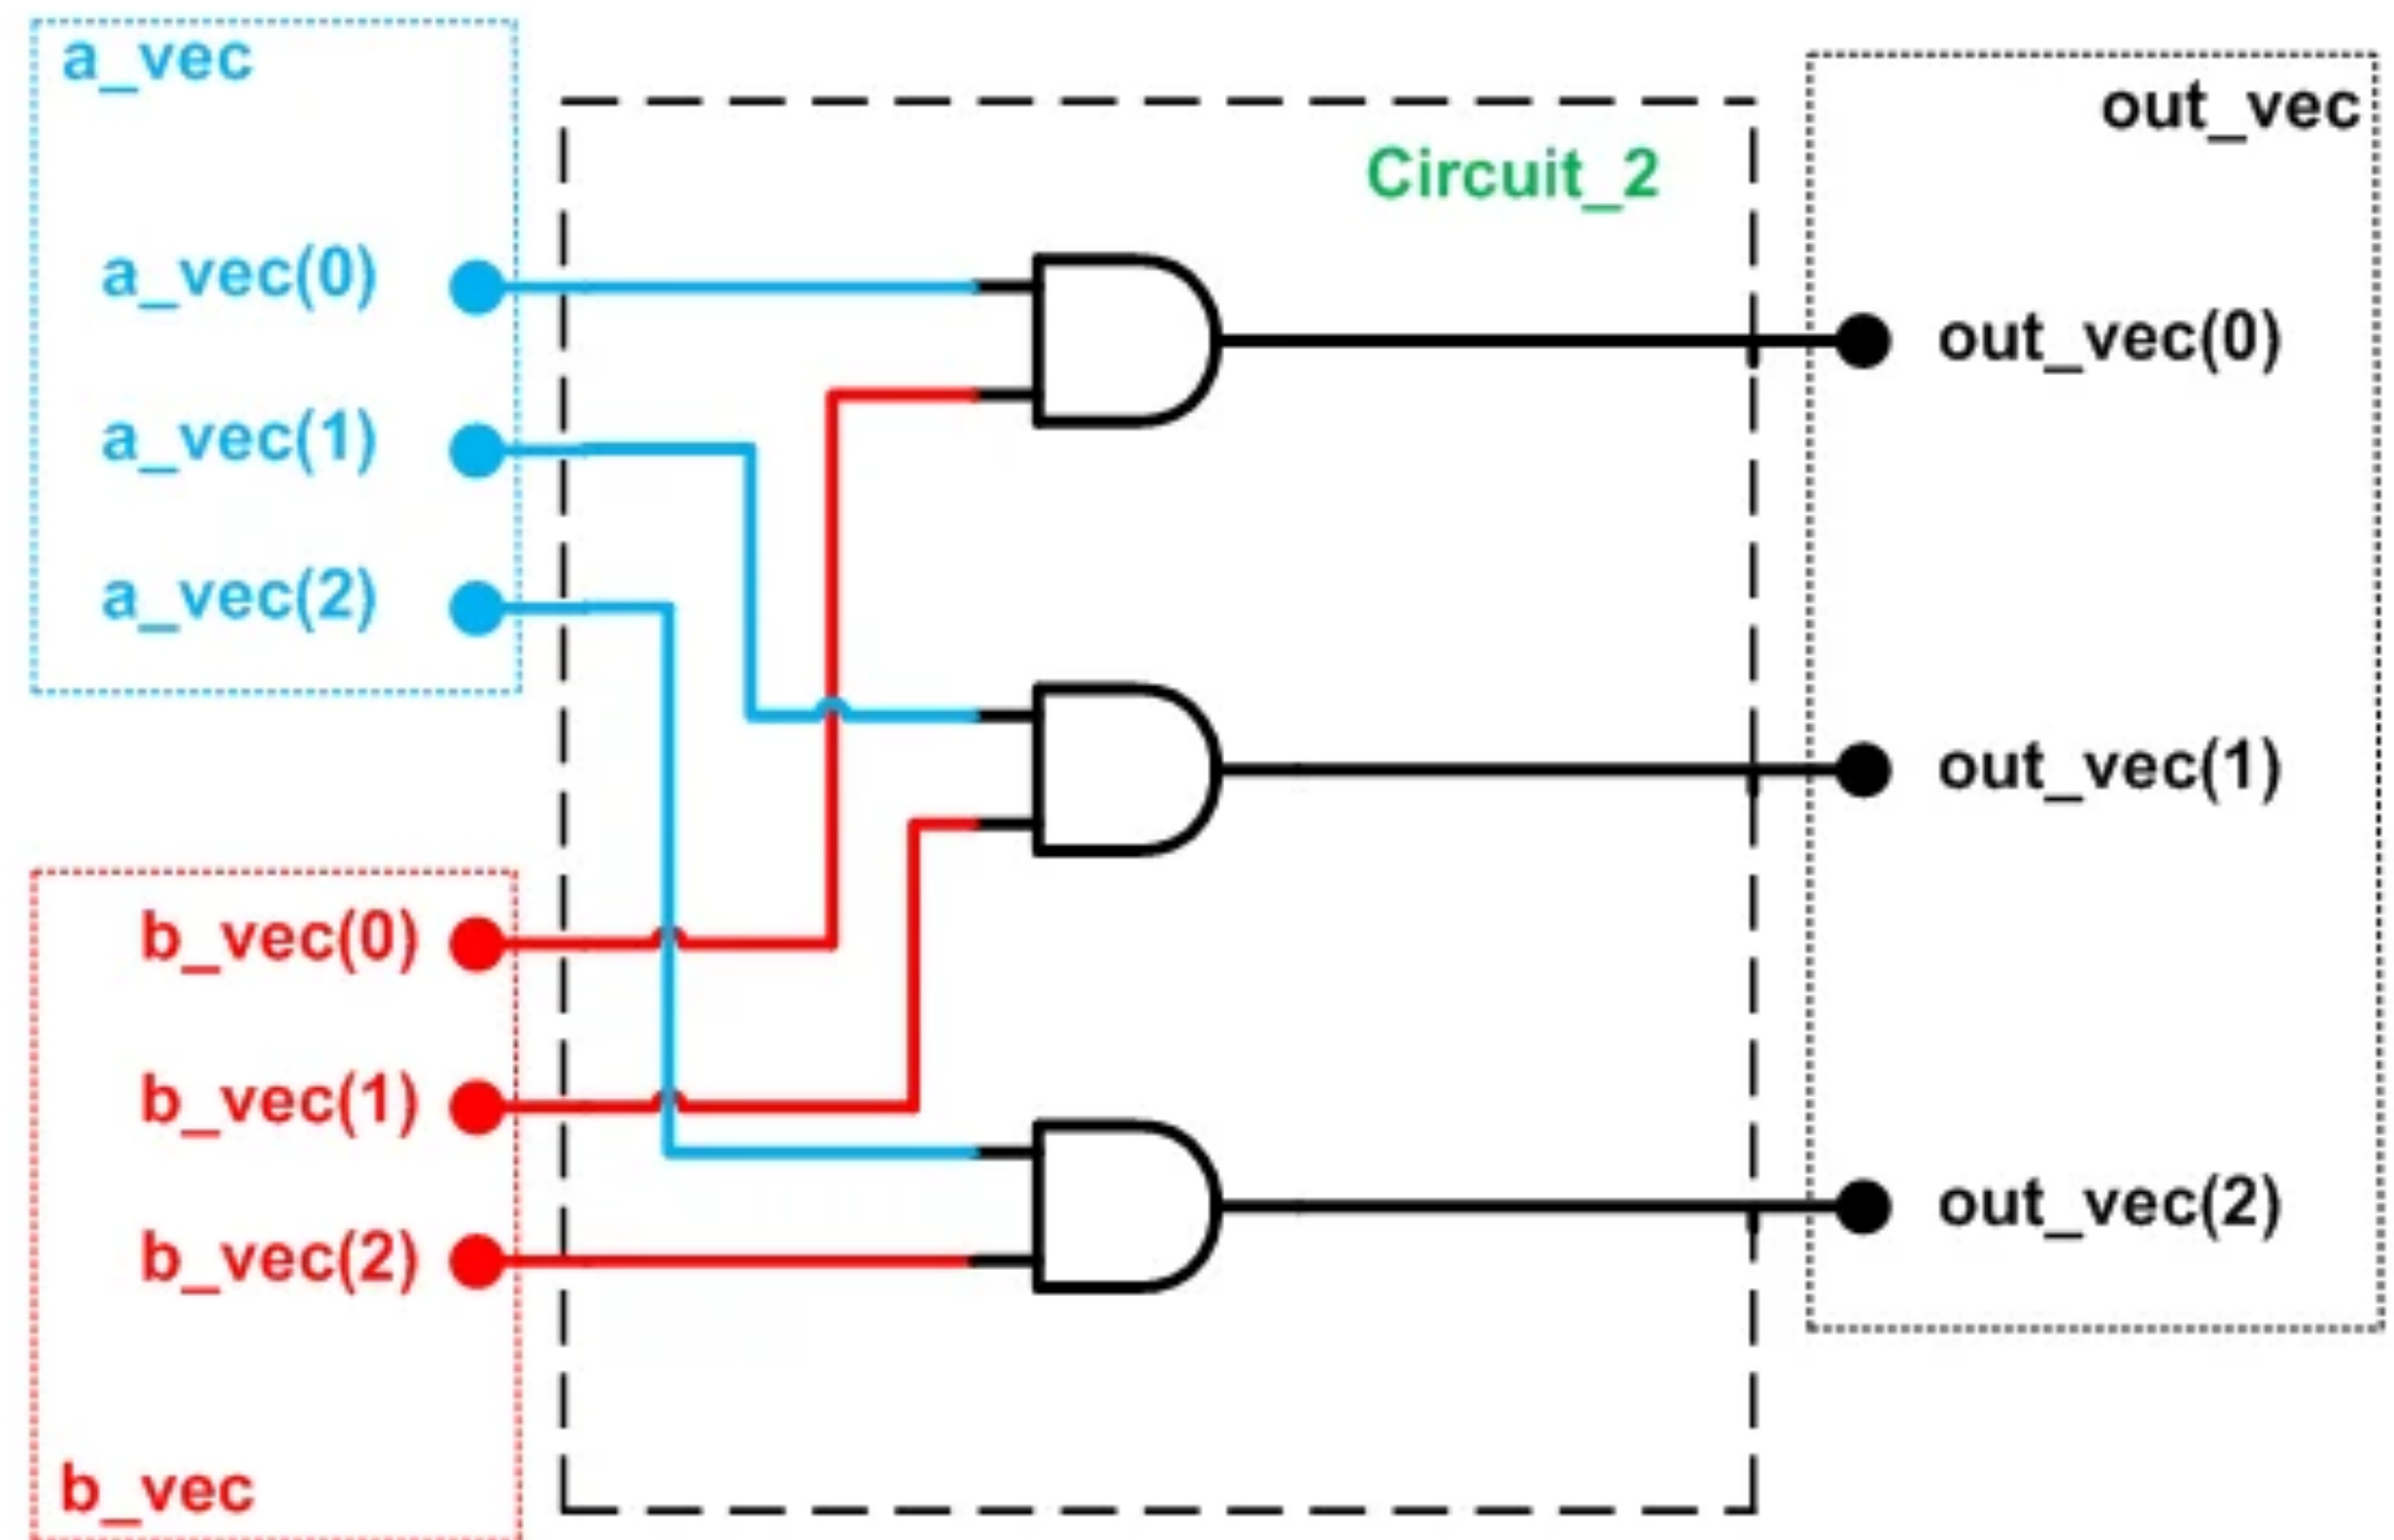 a_vec
out_vec
Circuit_2
a_vec(0)
out_vec(0)
a_vec(1)
a_vec(2)
out_vec(1)
b_vec(0)
b_vec(1)
out_vec(2)
b_vec(2)
b_vec